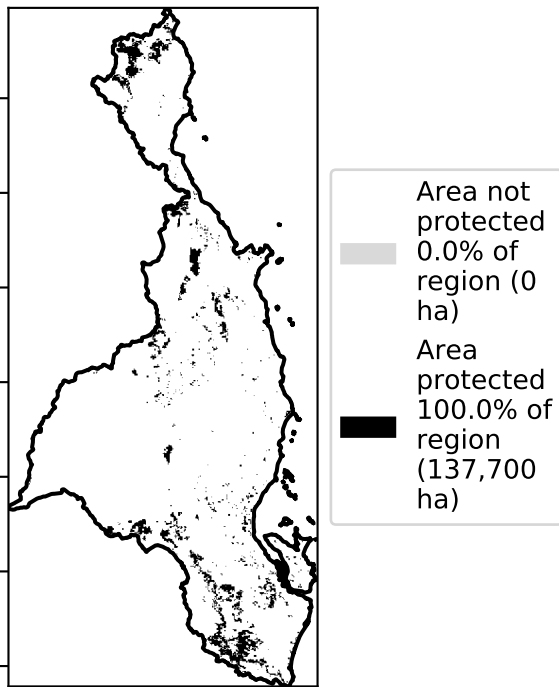 Area not
protected
0.0% of
region (0
ha)
Area
protected
100.0% of
region
(137,700
ha)